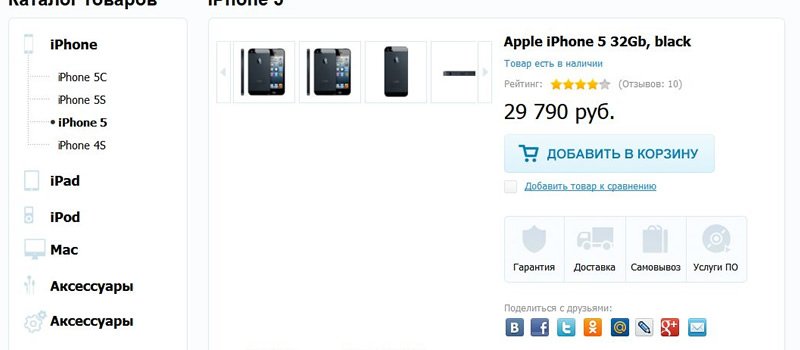 Каталог товаров
iPhone 5
iPhone
iPhone 5C
iPhone 5S
iPhone 5
iPhone 4S
iPad
iPod
Mac
Аксессуары
Аксессуары
Apple iPhone 5 32Gb, black
Товар есть в наличии
Рейтинг: (Отзывов: 10)
29 790 руб.
ДОБАВИТЬ В КОРЗИНУ
Добавить товар к сравнению
Гарантия Доставка Самовывоз Услуги ПО
Поделиться с друзьями: